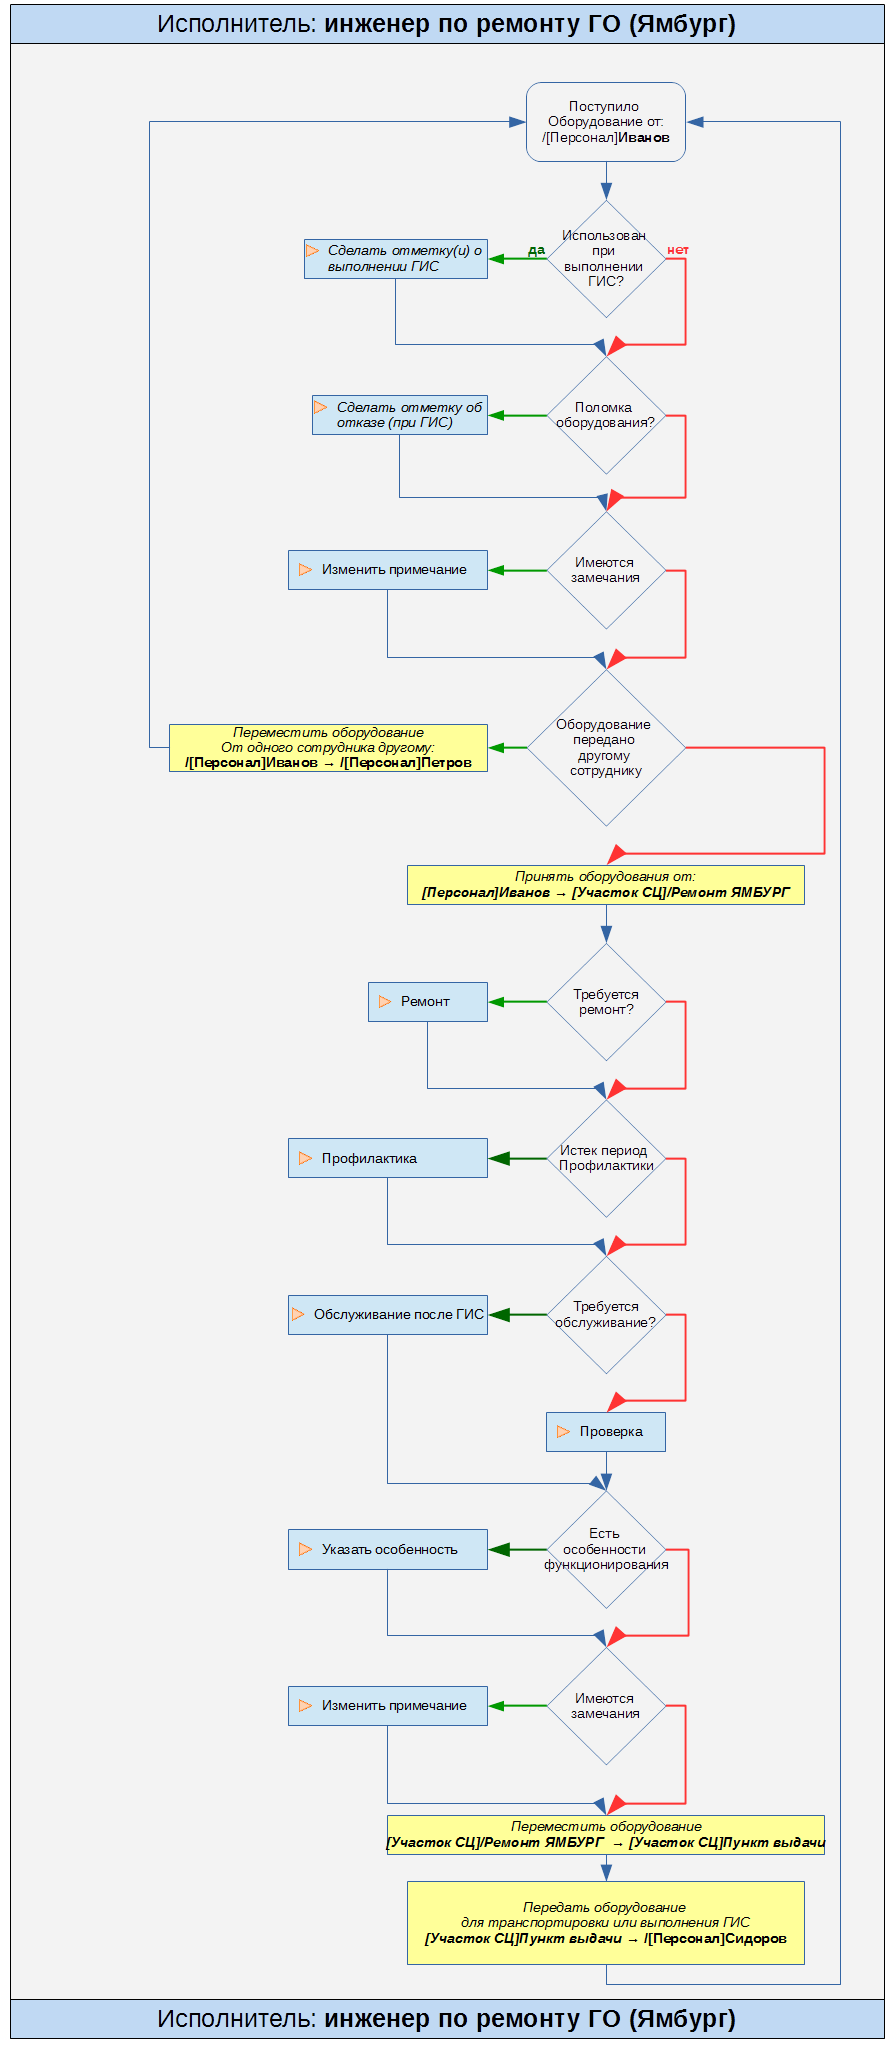 Исполнитель: инженер по ремонту ГО (Ямбург)
Поступило
Оборудование от:
/[Персонал]Иванов
Использован
при
выполнении
ГИС?
да
нет
Сделать отметку(и) о
выполнении ГИС
Поломка
оборудования?
Сделать отметку об
отказе (при ГИС)
Имеются
замечания
Изменить примечание
Оборудование
передано
другому
сотруднику
Переместить оборудование
От одного сотрудника другому:
/[Персонал]Иванов → /[Персонал]Петров
Принять оборудования от:
[Персонал]Иванов → [Участок СЦ]/Ремонт ЯМБУРГ
Требуется
ремонт?
Ремонт
Истек период
Профилактики
Профилактика
Требуется
обслуживание?
Обслуживание после ГИС
Проверка
Есть
особенности
функционирования
Указать особенность
Имеются
замечания
Изменить примечание
Переместить оборудование
[Участок СЦ]/Ремонт ЯМБУРГ → [Участок СЦ]Пункт выдачи
Передать оборудование
для транспортировки или выполнения ГИС
[Участок СЦ]Пункт выдачи → /[Персонал]Сидоров
Исполнитель: инженер по ремонту ГО (Ямбург)